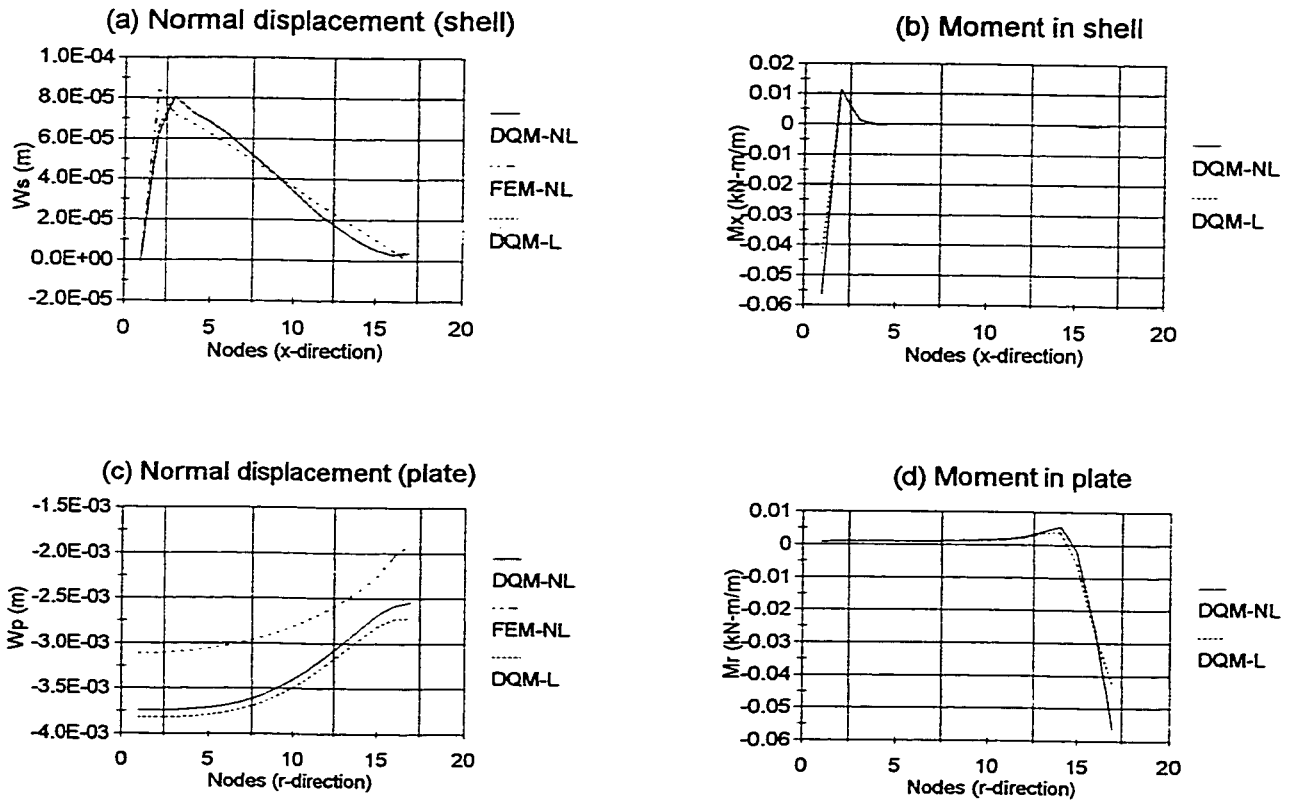 (a) Normal displacement (shell)
1.0E-04
8.0E-05
6.0E-05
4.0E-05
2.0E-05
0.0E+00
-2.0E-05
Ws (m)
0 5 10 15 20
Nodes (x-direction)
DQM-NL
FEM-NL
DQM-L
(b) Moment in shell
0.02
0.01
0
-0.01
-0.02
-0.03
-0.04
-0.05
-0.06
Mx (kN-m/m)
0 5 10 15 20
Nodes (x-direction)
DQM-NL
DQM-L
(c) Normal displacement (plate)
-1.5E-03
-2.0E-03
-2.5E-03
-3.0E-03
-3.5E-03
-4.0E-03
Wp (m)
0 5 10 15 20
Nodes (r-direction)
DQM-NL
FEM-NL
DQM-L
(d) Moment in plate
0.01
0
-0.01
-0.02
-0.03
-0.04
-0.05
-0.06
Mr (kN-m/m)
0 5 10 15 20
Nodes (r-direction)
DQM-NL
DQM-L